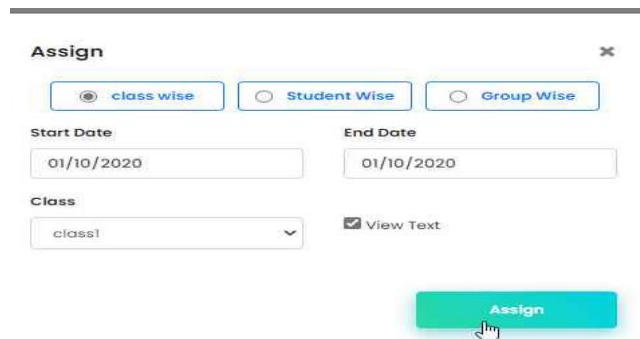 Assign
class wise Student Wise Group Wise
Start Date End Date
01/10/2020 01/10/2020
Class
class1 View Text
Assign